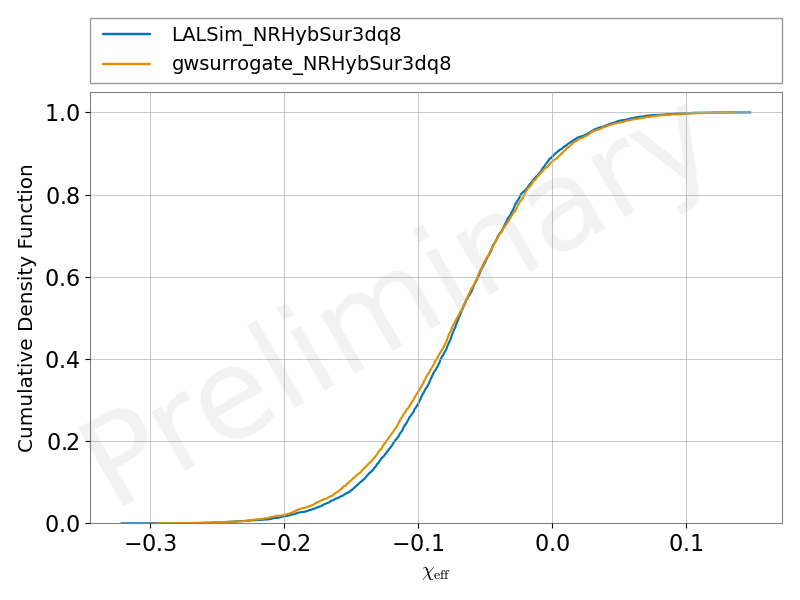 LALSim_NRHybSur3dq8
gwsurrogate_NRHybSur3dq8
Preliminary
Cumulative Density Function
1.0
0.8
0.6
0.4
0.2
0.0
−0.3 −0.2 −0.1 0.0 0.1
χeff